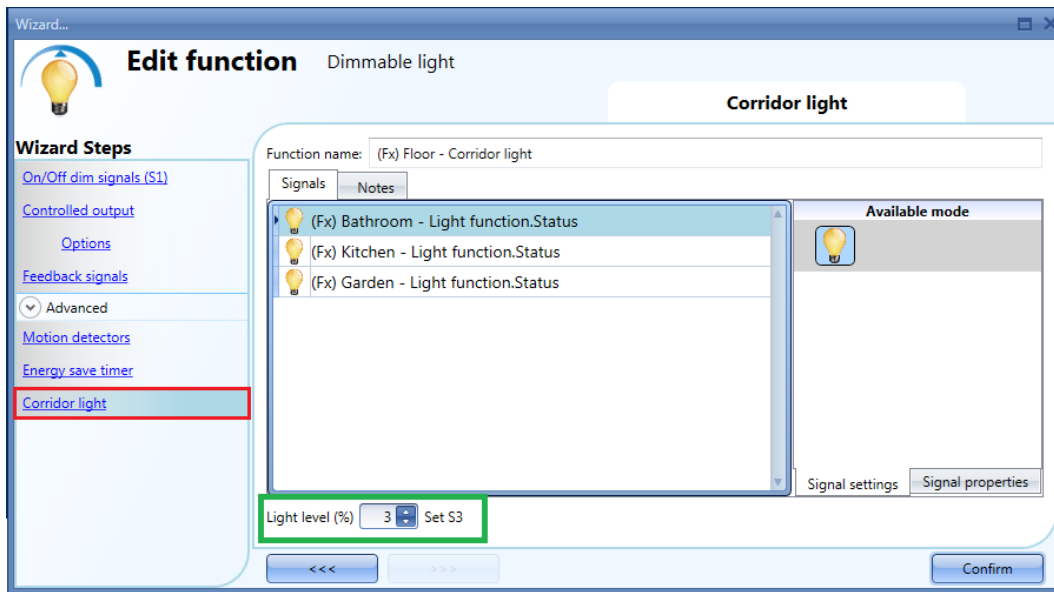 Wizard...
Edit function Dimmable light
Corridor light
Wizard Steps
On/Off dim signals (S1)
Controlled output
Options
Feedback signals
Advanced
Motion detectors
Energy save timer
Corridor light
Function name: (Fx) Floor - Corridor light
Signals Notes
(Fx) Bathroom - Light function.Status
(Fx) Kitchen - Light function.Status
(Fx) Garden - Light function.Status
Available mode
Signal settings Signal properties
Light level (%) 3 Set S3
<<< >>> Confirm